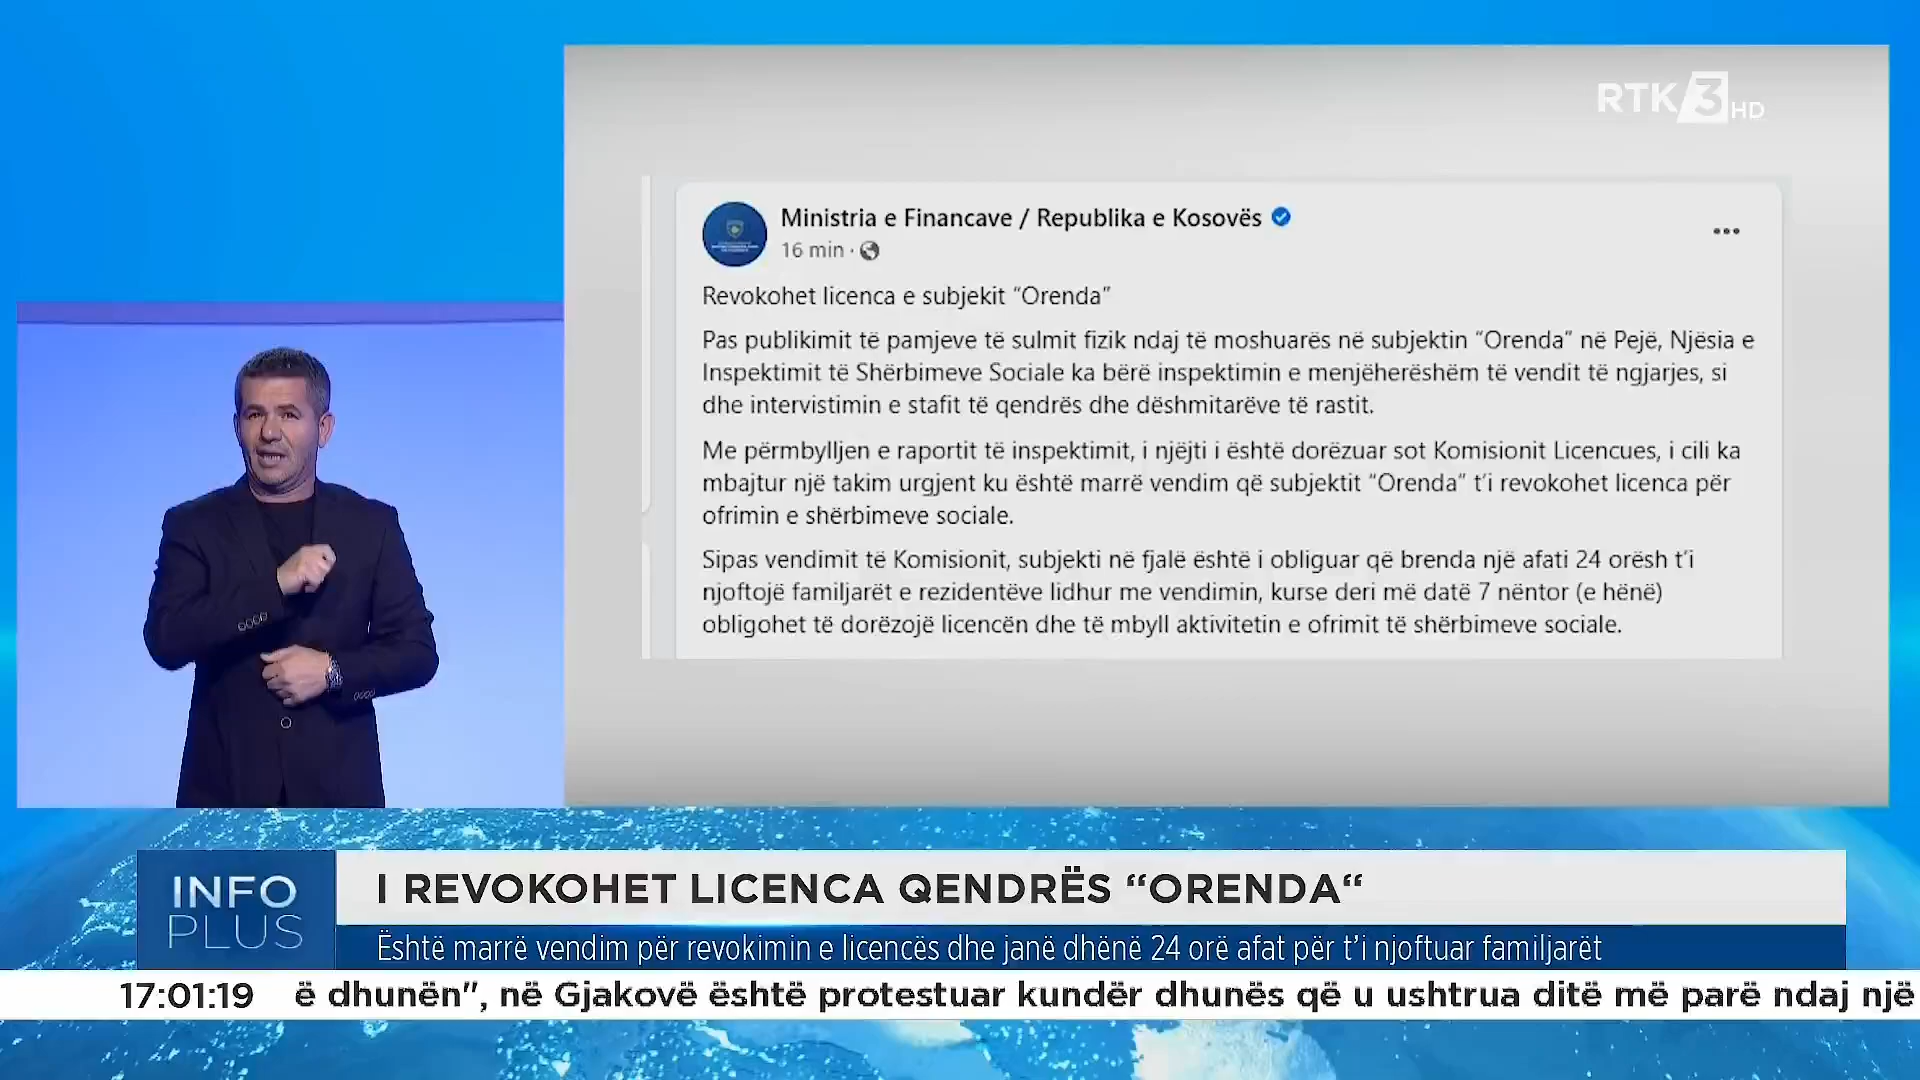 RTK 3 HD
Ministria e Financave / Republika e Kosovës
16 min ·
Revokohet licenca e subjekit “Orenda”
Pas publikimit të pamjeve të sulmit fizik ndaj të moshuarës në subjektin “Orenda” në Pejë, Njësia e
Inspektimit të Shërbimeve Sociale ka bërë inspektimin e menjëherëshëm të vendit të ngjarjes, si
dhe intervistimin e stafit të qendrës dhe dëshmitarëve të rastit.
Me përmbylljen e raportit të inspektimit, i njëjti i është dorëzuar sot Komisionit Licencues, i cili ka
mbajtur një takim urgjent ku është marrë vendim që subjektit “Orenda” t’i revokohet licenca për
ofrimin e shërbimeve sociale.
Sipas vendimit të Komisionit, subjekti në fjalë është i obliguar që brenda një afati 24 orësh t’i
njoftojë familjarët e rezidentëve lidhur me vendimin, kurse deri më datë 7 nëntor (e hënë)
obligohet të dorëzojë licencën dhe të mbyll aktivitetin e ofrimit të shërbimeve sociale.
INFO
PLUS
I REVOKOHET LICENCA QENDRËS “ORENDA“
Është marrë vendim për revokimin e licencës dhe janë dhënë 24 orë afat për t’i njoftuar familjarët
17:01:19 ë dhunën", në Gjakovë është protestuar kundër dhunës që u ushtrua ditë më parë ndaj një